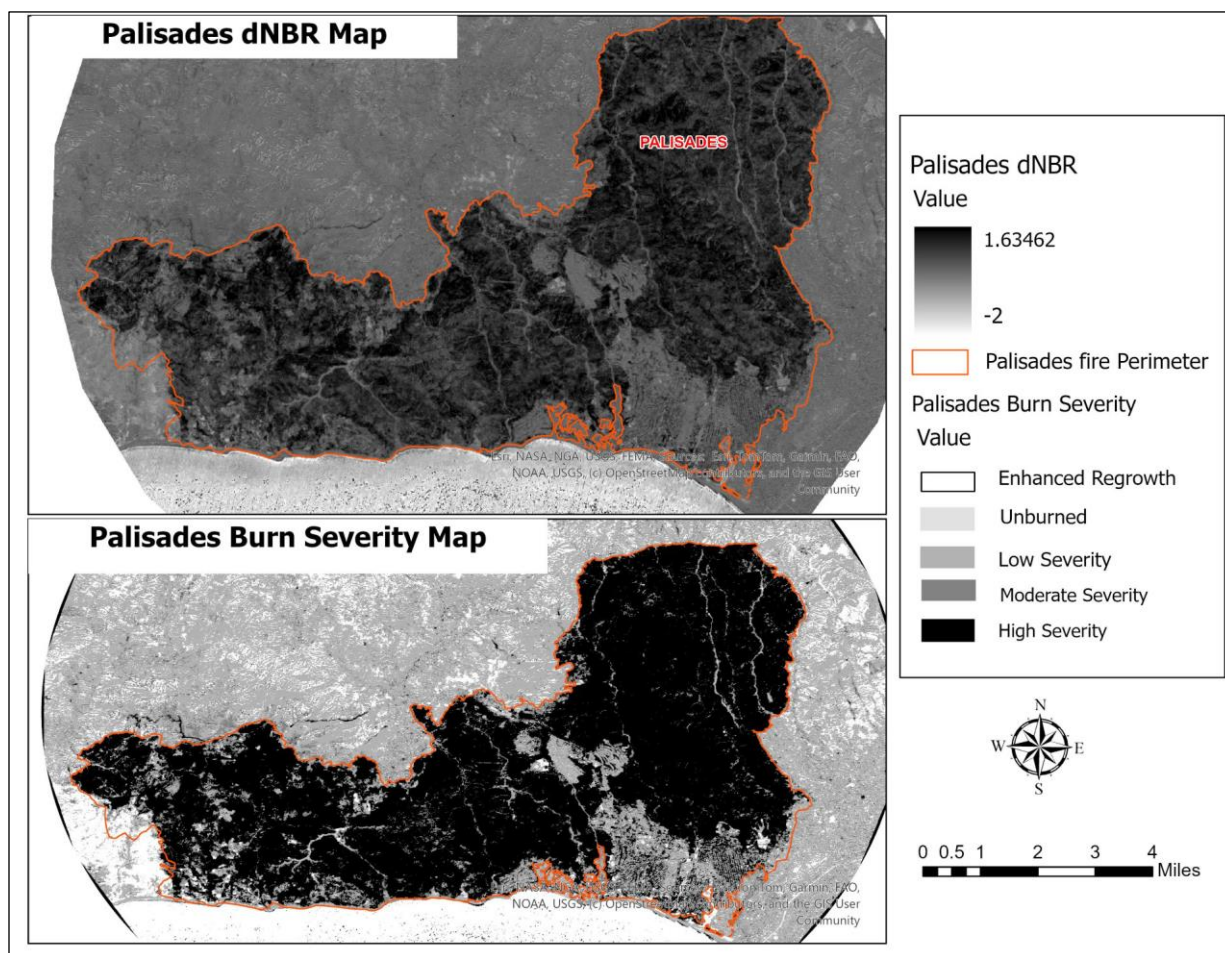 Palisades dNBR Map
PALISADES
NOAA, USGS, (c) OpenStreetMap contributors, and the GIS User
Community
Palisades Burn Severity Map
NOAA, USGS, (c) OpenStreetMap contributors, and the GIS User
Community
Palisades dNBR
Value
1.63462
-2
Palisades fire Perimeter
Palisades Burn Severity
Value
Enhanced Regrowth
Unburned
Low Severity
Moderate Severity
High Severity
N
W E
S
0 0.5 1 2 3 4
Miles